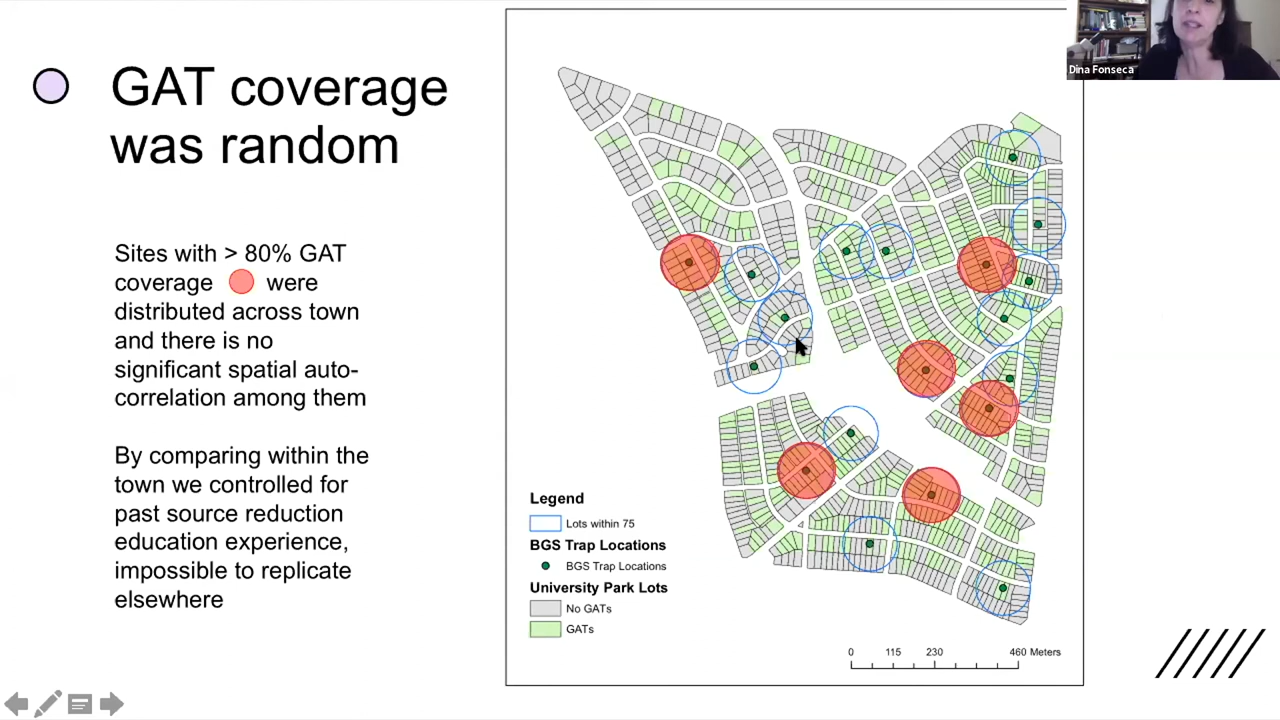 Dina Fonseca
GAT coverage
was random
Sites with > 80% GAT
coverage were
distributed across town
and there is no
significant spatial auto-
correlation among them
By comparing within the
town we controlled for
past source reduction
education experience,
impossible to replicate
elsewhere
Legend
Lots within 75
BGS Trap Locations
BGS Trap Locations
University Park Lots
No GATs
GATs
0 115 230 460 Meters